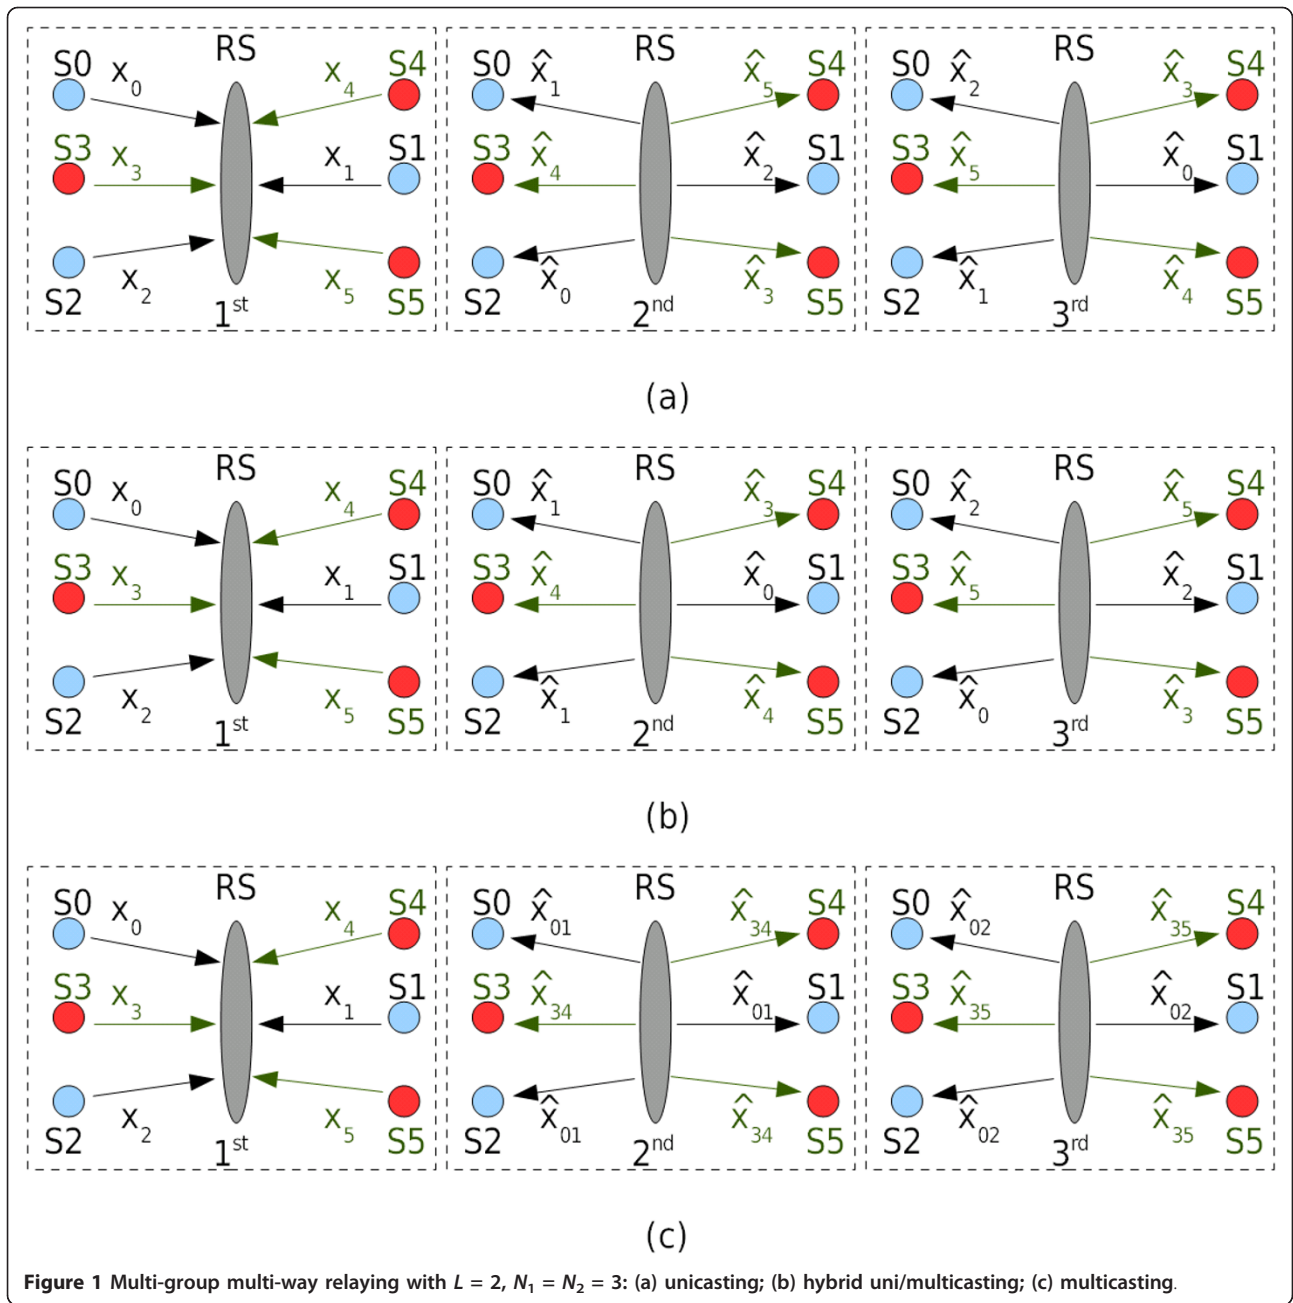 S0 x0 RS x4 S4
S3 x3 x1 S1
S2 x2 1st x5 S5
S0 x̂1 RS x̂5 S4
S3 x̂4 x̂2 S1
S2 x̂0 2nd x̂3 S5
S0 x̂2 RS x̂3 S4
S3 x̂5 x̂0 S1
S2 x̂1 3rd x̂4 S5
(a)
S0 x0 RS x4 S4
S3 x3 x1 S1
S2 x2 1st x5 S5
S0 x̂1 RS x̂3 S4
S3 x̂4 x̂0 S1
S2 x̂1 2nd x̂4 S5
S0 x̂2 RS x̂5 S4
S3 x̂5 x̂2 S1
S2 x̂0 3rd x̂3 S5
(b)
S0 x0 RS x4 S4
S3 x3 x1 S1
S2 x2 1st x5 S5
S0 x̂01 RS x̂34 S4
S3 x̂34 x̂01 S1
S2 x̂01 2nd x̂34 S5
S0 x̂02 RS x̂35 S4
S3 x̂35 x̂02 S1
S2 x̂02 3rd x̂35 S5
(c)
Figure 1 Multi-group multi-way relaying with L = 2, N1 = N2 = 3: (a) unicasting; (b) hybrid uni/multicasting; (c) multicasting.